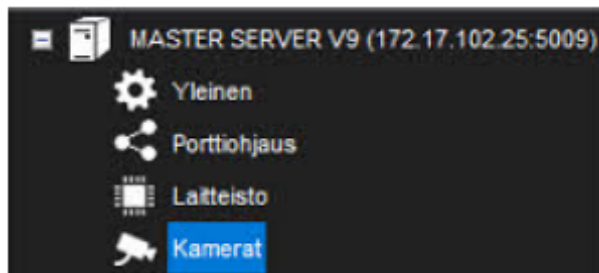 MASTER SERVER V9 (172.17.102.25:5009)
Yleinen
Porttiohjaus
Laitteisto
Kamerat